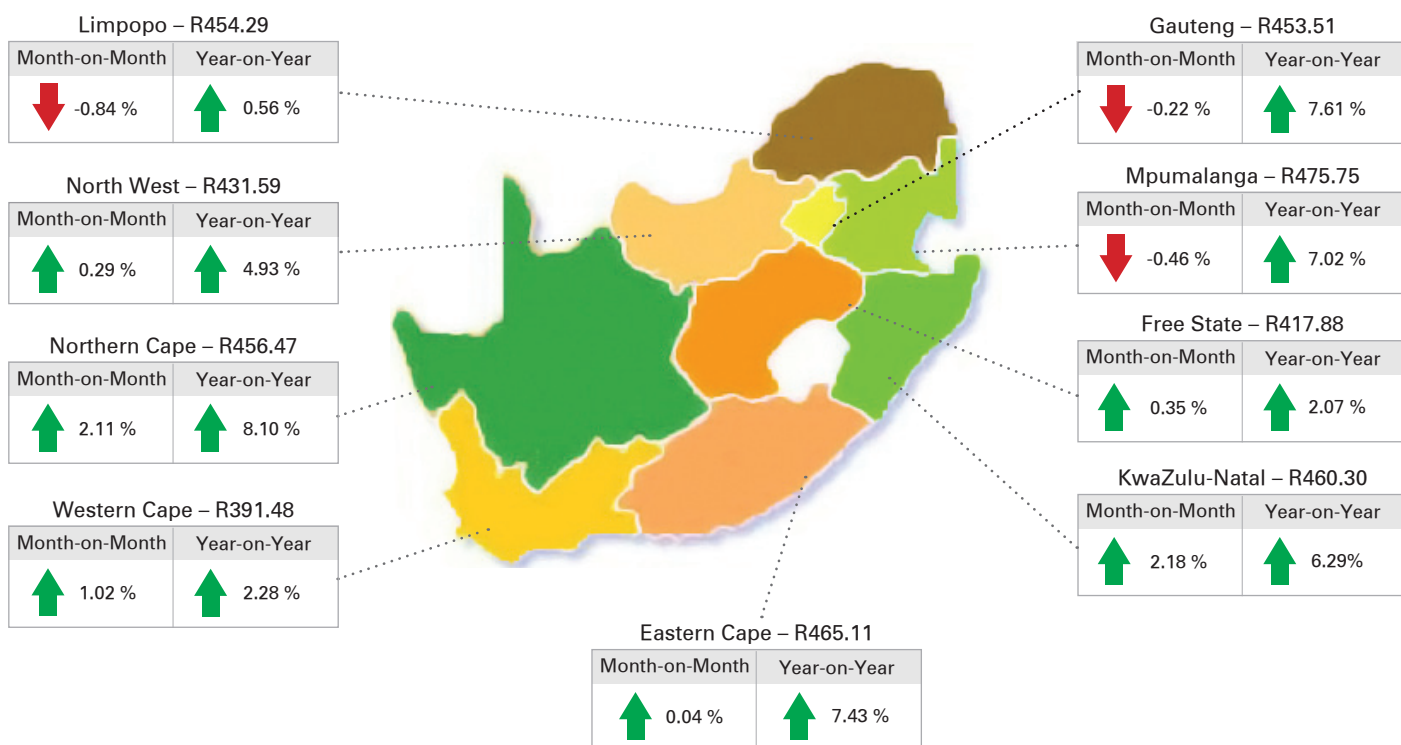 Limpopo – R454.29
Month-on-Month Year-on-Year
-0.84 % 0.56 %
North West – R431.59
Month-on-Month Year-on-Year
0.29 % 4.93 %
Northern Cape – R456.47
Month-on-Month Year-on-Year
2.11 % 8.10 %
Western Cape – R391.48
Month-on-Month Year-on-Year
1.02 % 2.28 %
Eastern Cape – R465.11
Month-on-Month Year-on-Year
0.04 % 7.43 %
Gauteng – R453.51
Month-on-Month Year-on-Year
-0.22 % 7.61 %
Mpumalanga – R475.75
Month-on-Month Year-on-Year
-0.46 % 7.02 %
Free State – R417.88
Month-on-Month Year-on-Year
0.35 % 2.07 %
KwaZulu-Natal – R460.30
Month-on-Month Year-on-Year
2.18 % 6.29%